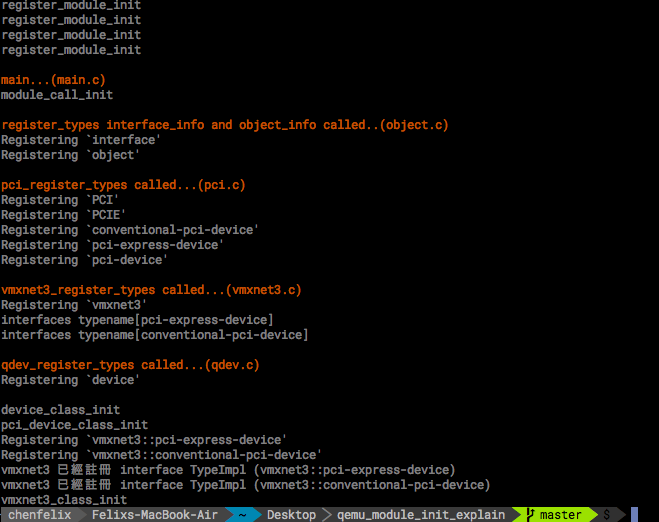 register_module_init
register_module_init
register_module_init
register_module_init
main...(main.c)
module_call_init
register_types interface_info and object_info called..(object.c)
Registering `interface'
Registering `object'
pci_register_types called...(pci.c)
Registering `PCI'
Registering `PCIE'
Registering `conventional-pci-device'
Registering `pci-express-device'
Registering `pci-device'
vmxnet3_register_types called...(vmxnet3.c)
Registering `vmxnet3'
interfaces typename[pci-express-device]
interfaces typename[conventional-pci-device]
qdev_register_types called...(qdev.c)
Registering `device'
device_class_init
pci_device_class_init
Registering `vmxnet3::pci-express-device'
Registering `vmxnet3::conventional-pci-device'
vmxnet3 已經註冊 interface TypeImpl (vmxnet3::pci-express-device)
vmxnet3 已經註冊 interface TypeImpl (vmxnet3::conventional-pci-device)
vmxnet3_class_init
chenfelix Felixs-MacBook-Air ~ Desktop qemu_module_init_explain master $